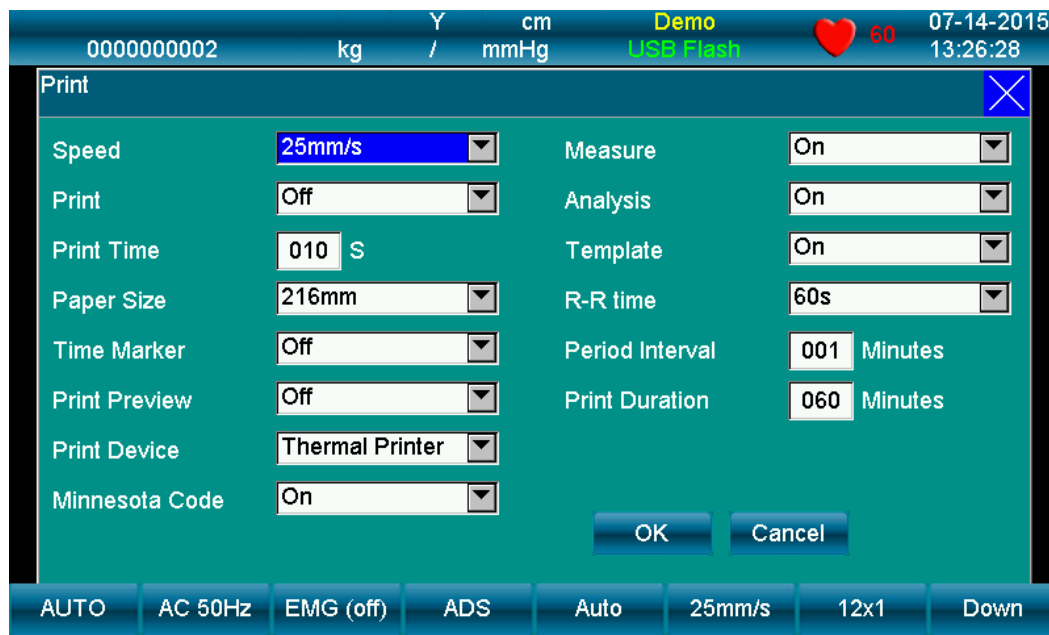 Y cm Demo 07-14-2015
0000000002 kg / mmHg USB Flash 60 13:26:28
Print
Speed 25mm/s Measure On
Print Off Analysis On
Print Time 010 S Template On
Paper Size 216mm R-R time 60s
Time Marker Off Period Interval 001 Minutes
Print Preview Off Print Duration 060 Minutes
Print Device Thermal Printer
Minnesota Code On
OK Cancel
AUTO AC 50Hz EMG (off) ADS Auto 25mm/s 12x1 Down